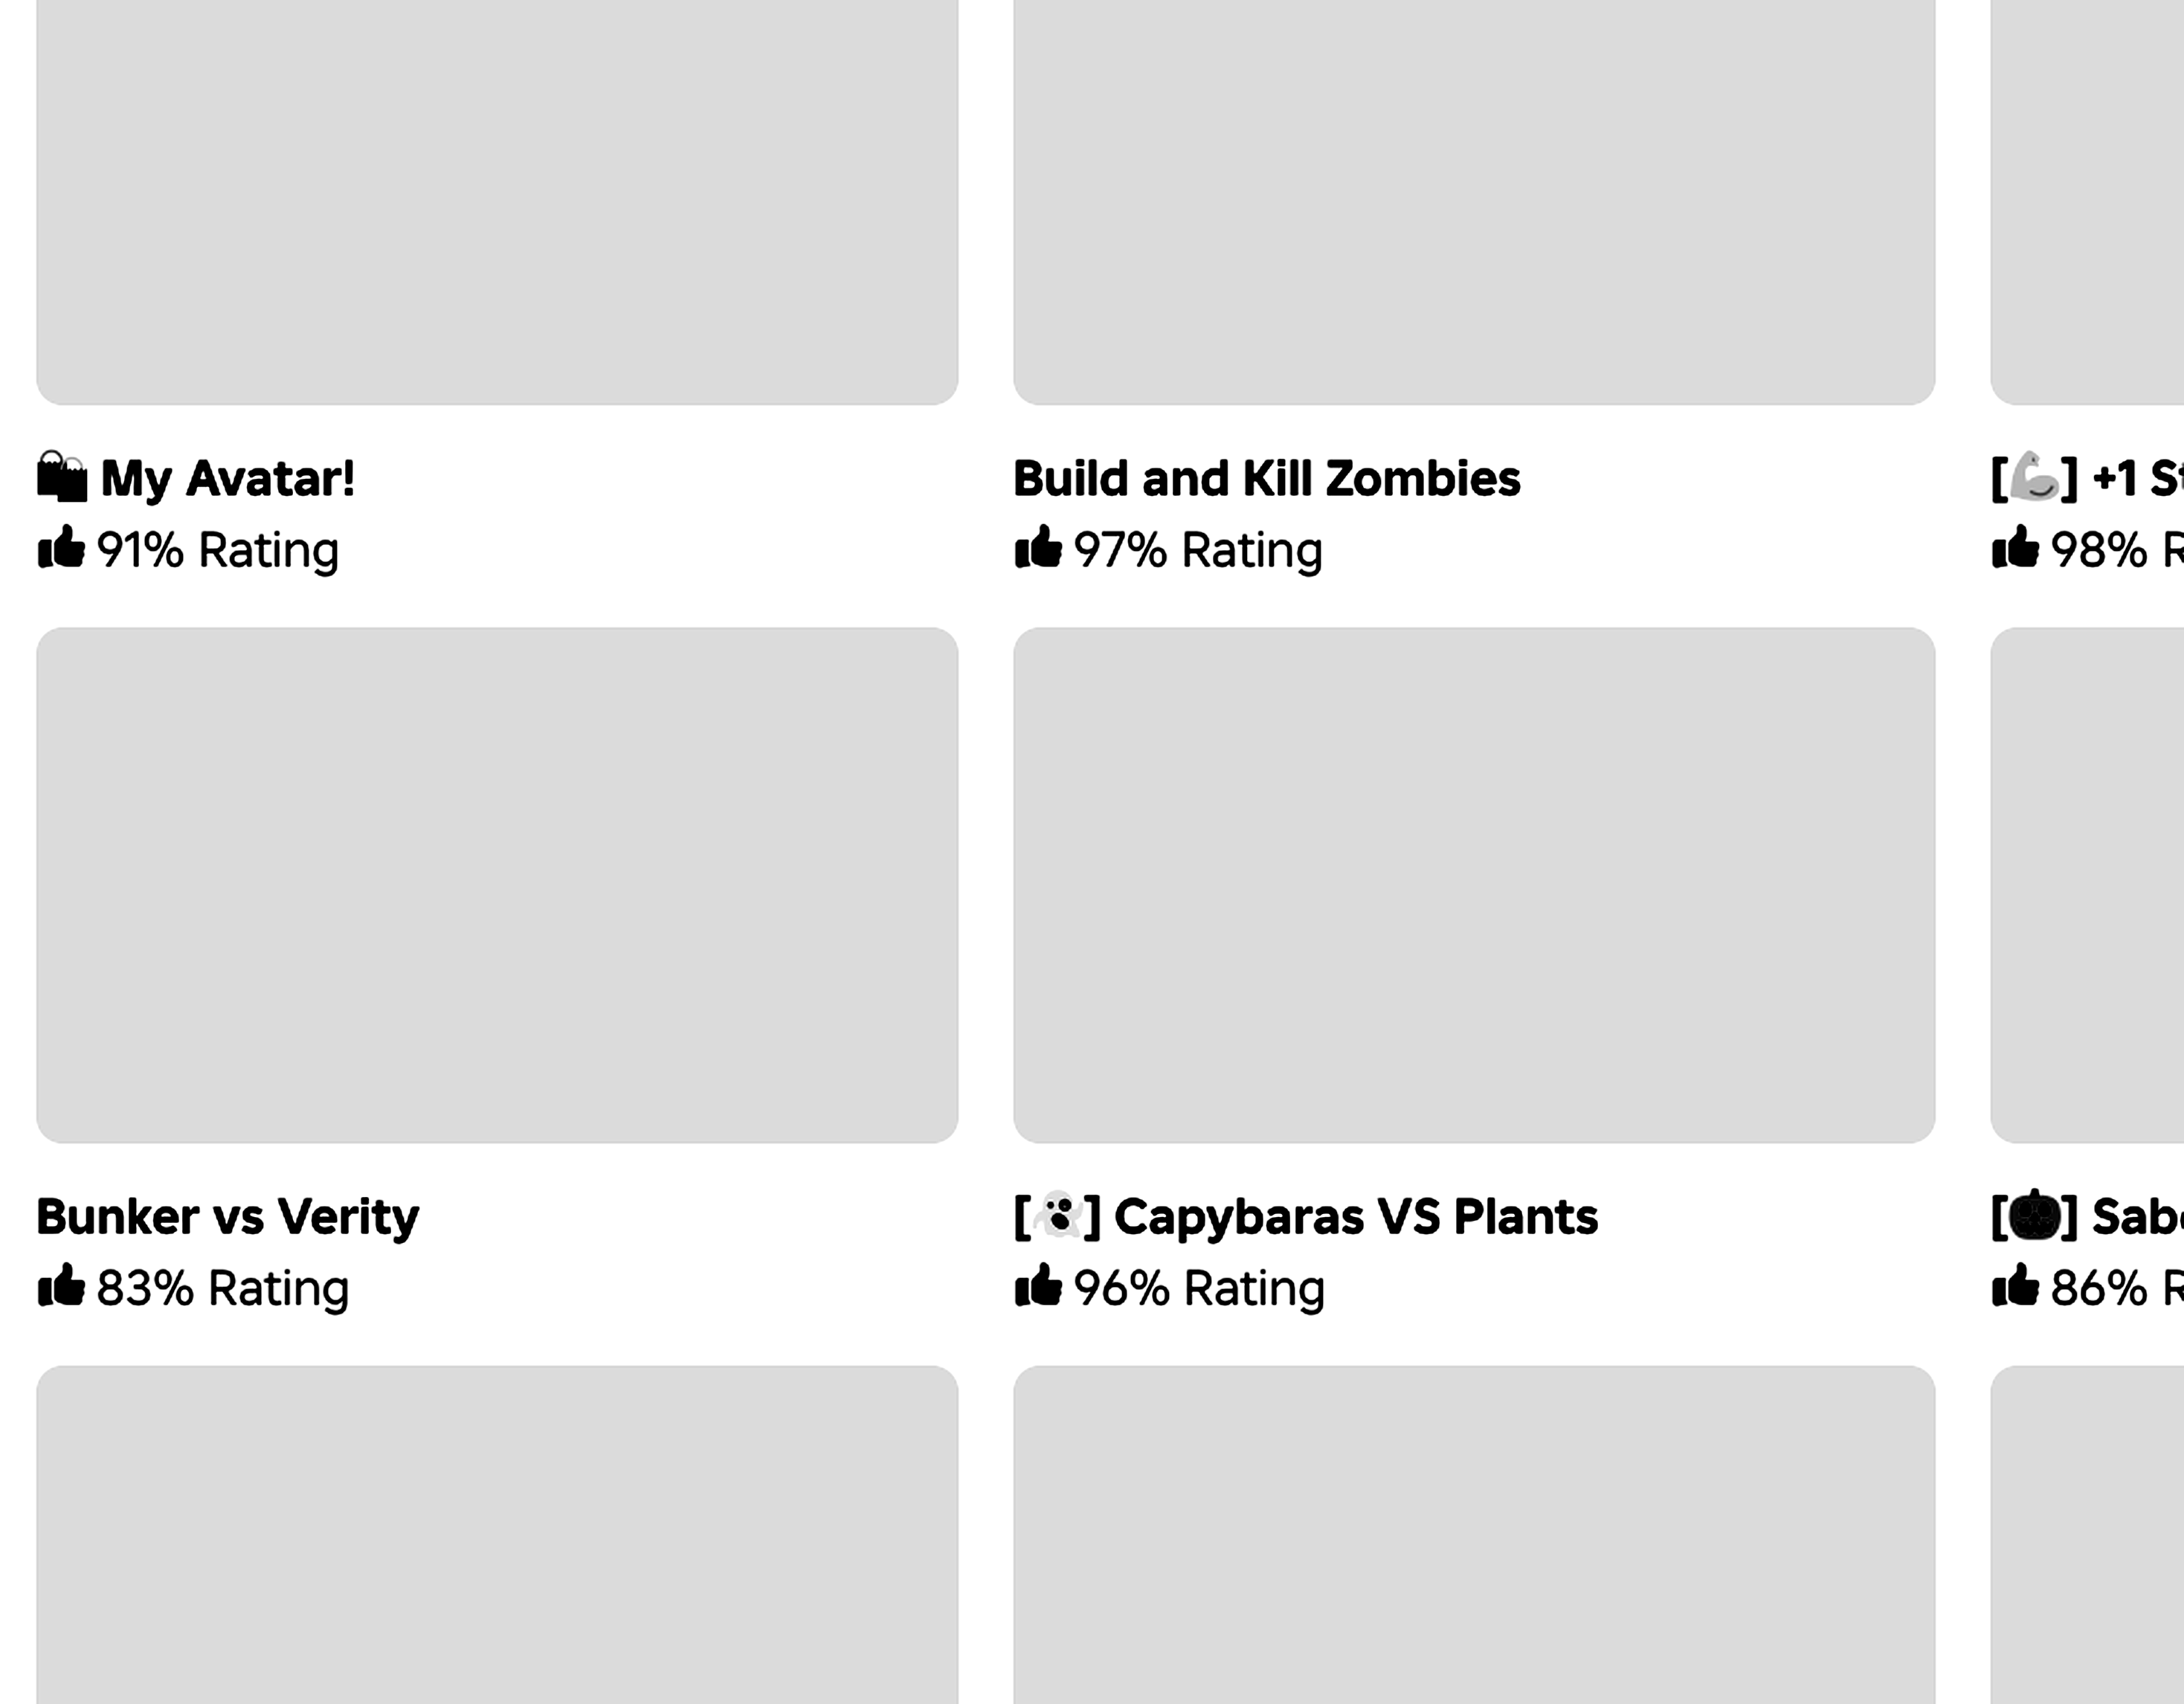 🛍️ My Avatar!
👍 91% Rating
Build and Kill Zombies
👍 97% Rating
[💪] +1
👍 98%
Bunker vs Verity
👍 83% Rating
[👻] Capybaras VS Plants
👍 96% Rating
[🎃]
👍 86%